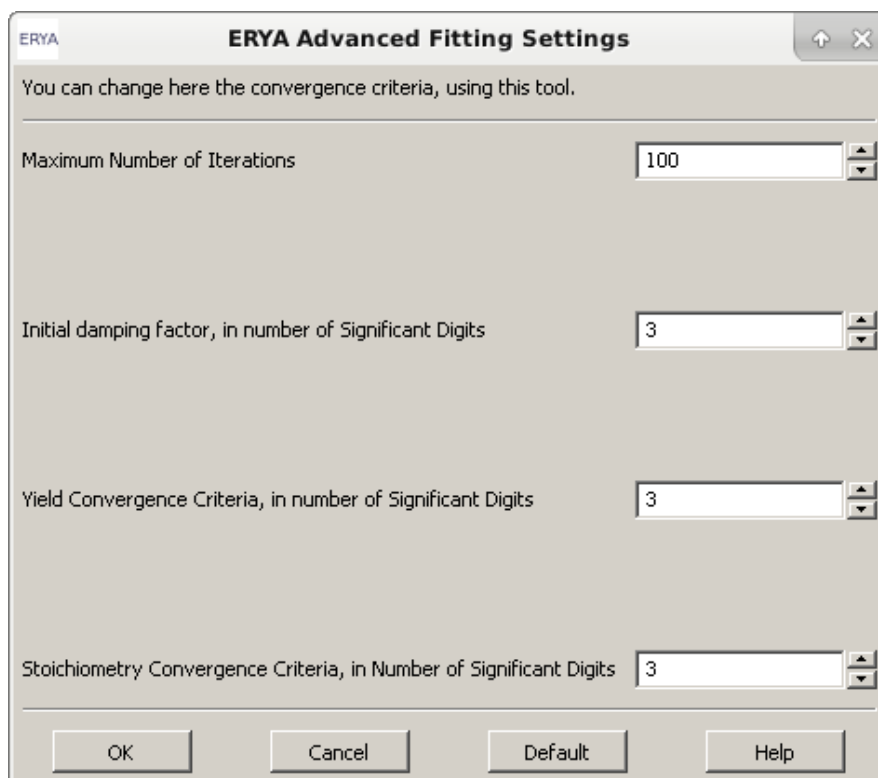 ERYA ERYA Advanced Fitting Settings
You can change here the convergence criteria, using this tool.
Maximum Number of Iterations 100
Initial damping factor, in number of Significant Digits 3
Yield Convergence Criteria, in number of Significant Digits 3
Stoichiometry Convergence Criteria, in Number of Significant Digits 3
OK Cancel Default Help